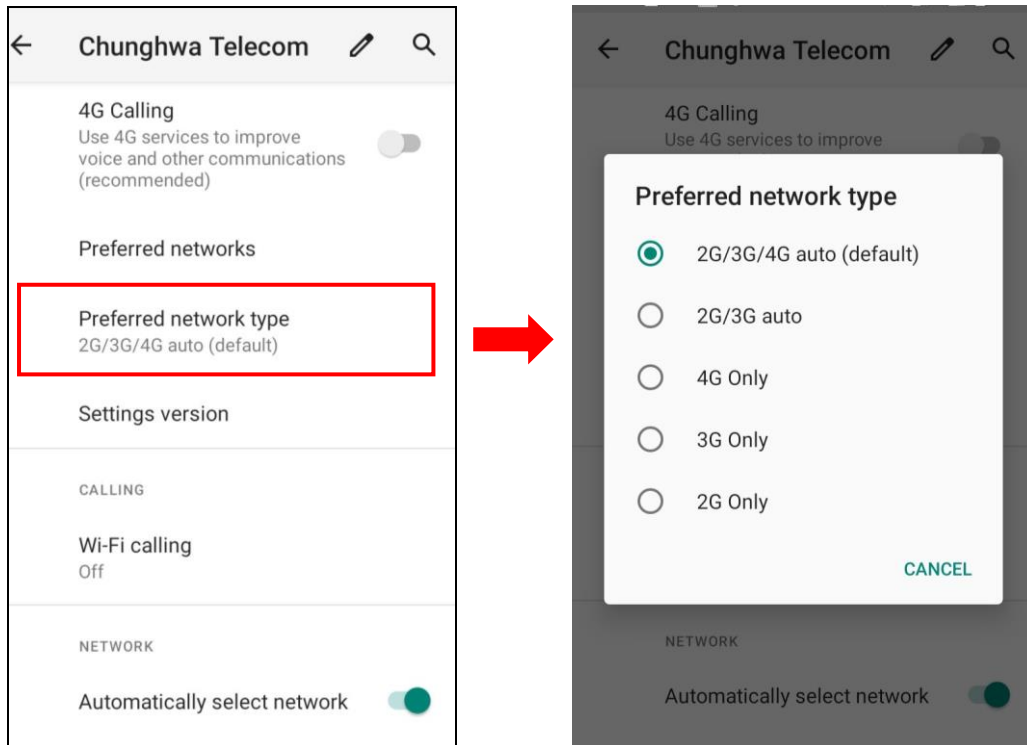 Chunghwa Telecom
4G Calling
Use 4G services to improve
voice and other communications
(recommended)
Preferred networks
Preferred network type
2G/3G/4G auto (default)
Settings version
CALLING
Wi-Fi calling
Off
NETWORK
Automatically select network
Chunghwa Telecom
4G Calling
Use 4G services to improve
Preferred network type
2G/3G/4G auto (default)
2G/3G auto
4G Only
3G Only
2G Only
CANCEL
NETWORK
Automatically select network